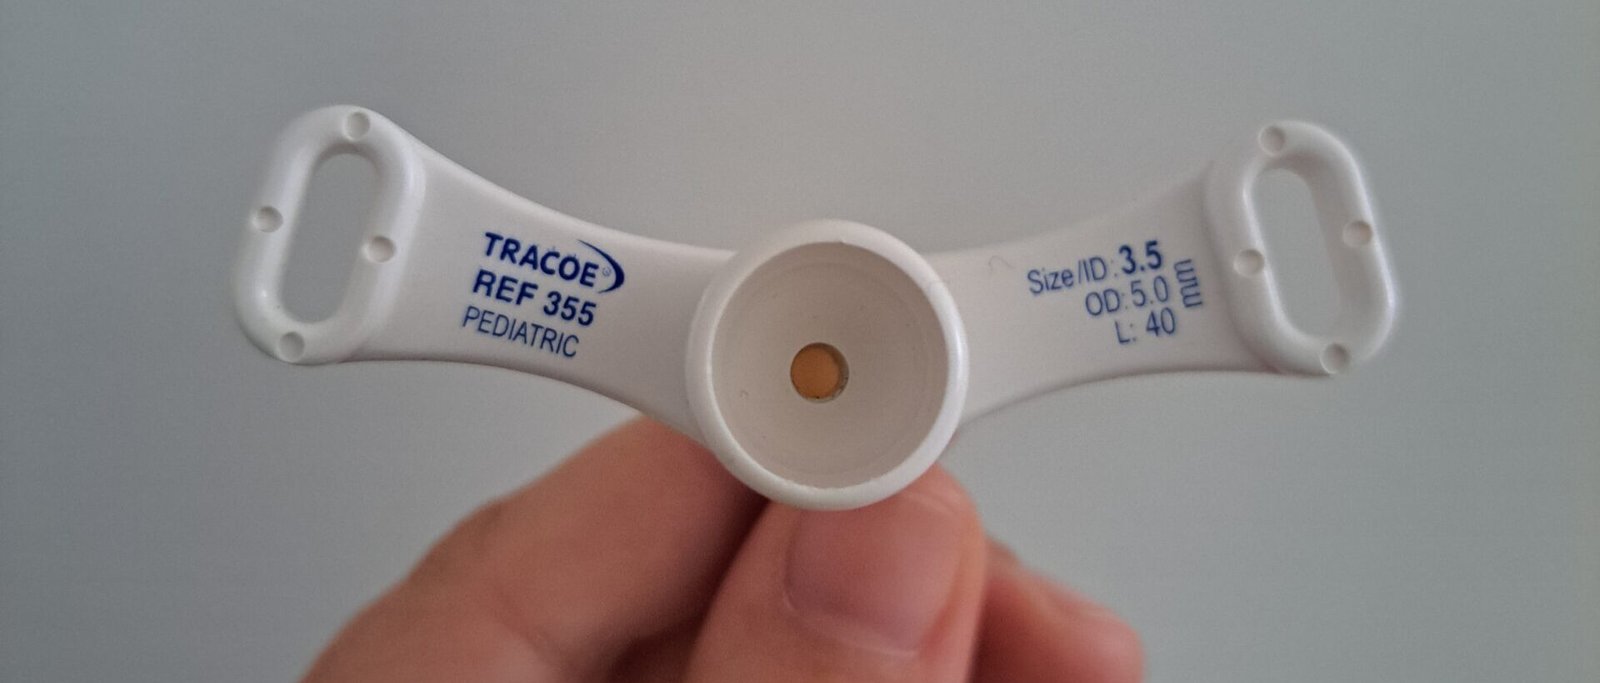 TRACOE
REF 355
PEDIATRIC
Size/ID: 3.5
OD: 5.0 mm
L: 40